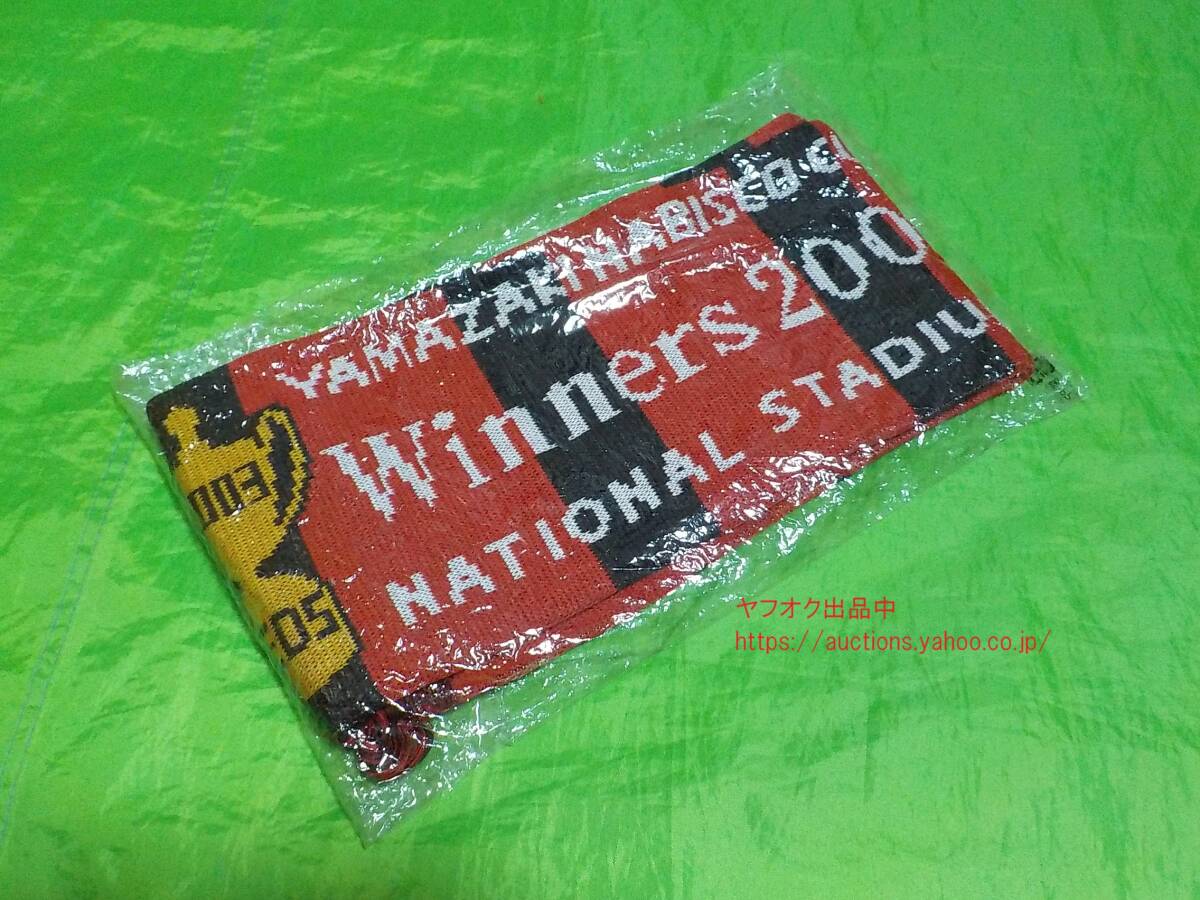 YAMAZAKI NABISCO CU
Winners 200
NATIONAL STADIU
ヤフオク出品中
https://auctions.yahoo.co.jp/